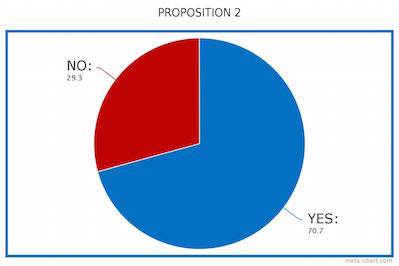 PROPOSITION 2
NO:
29.3
YES:
70.7
meta-chart.com